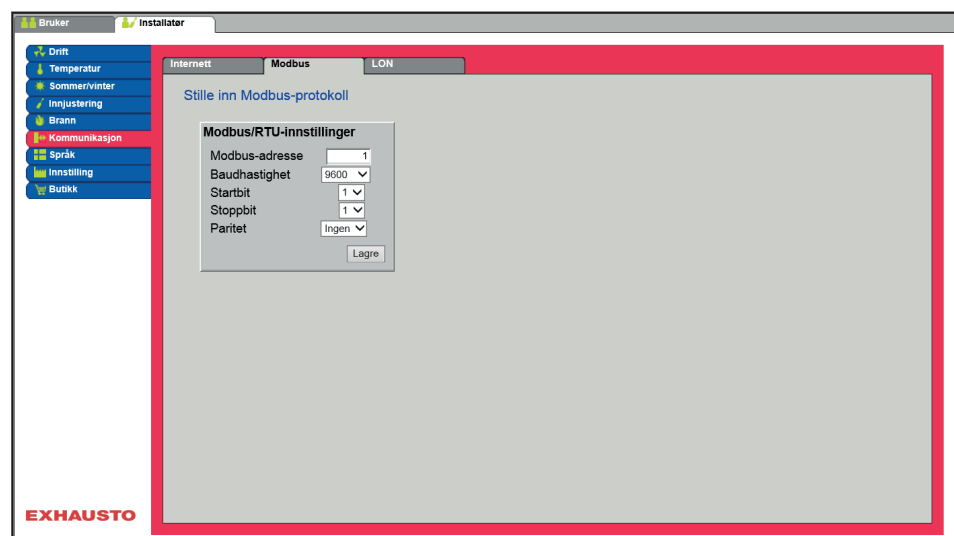 Bruker Installatør
Drift
Temperatur
Sommer/vinter
Innjustering
Brann
Kommunikasjon
Språk
Innstilling
Butikk
Internett Modbus LON
Stille inn Modbus-protokoll
Modbus/RTU-innstillinger
Modbus-adresse 1
Baudhastighet 9600
Startbit 1
Stoppbit 1
Paritet Ingen
Lagre
EXHAUSTO